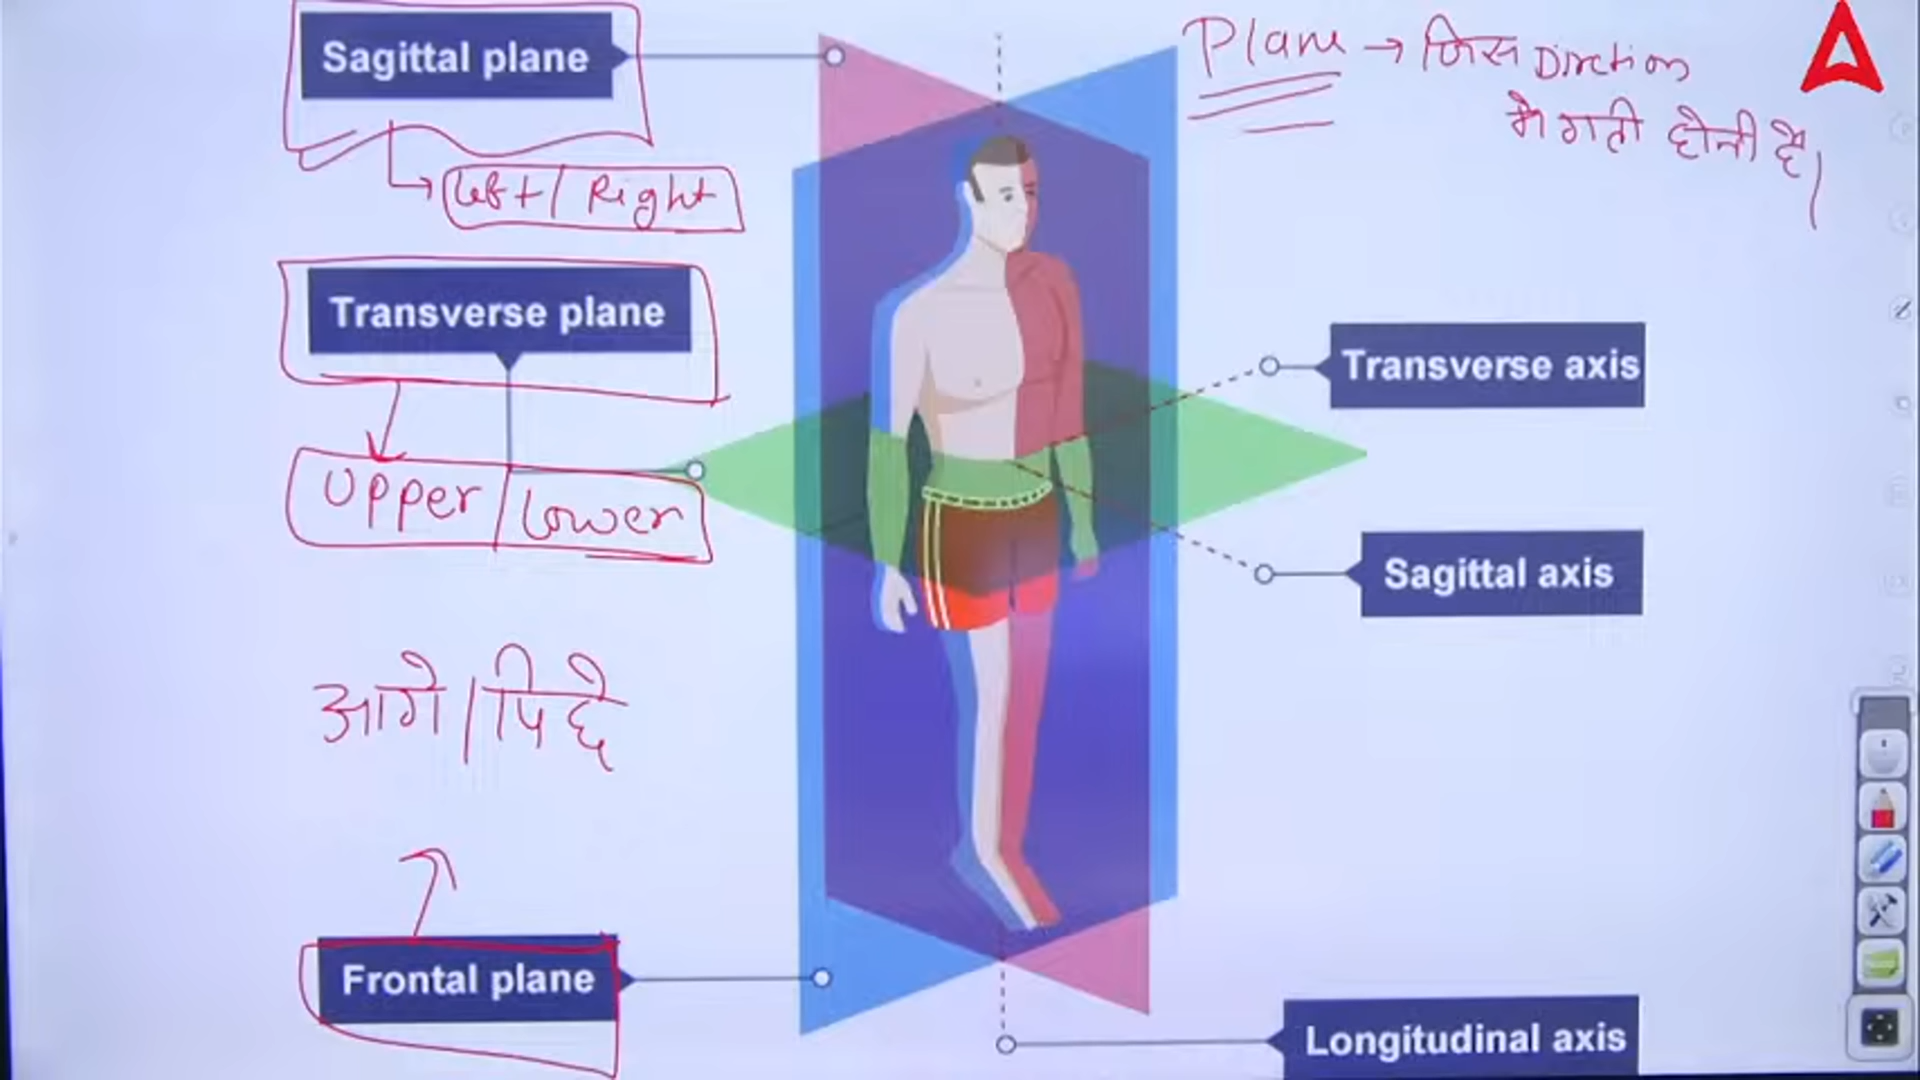 Sagittal plane
Left / Right
Plane → जिस Direction
मे गती होती है।
Transverse plane
Upper / Lower
Transverse axis
Sagittal axis
आगे / पिछे
Frontal plane
Longitudinal axis